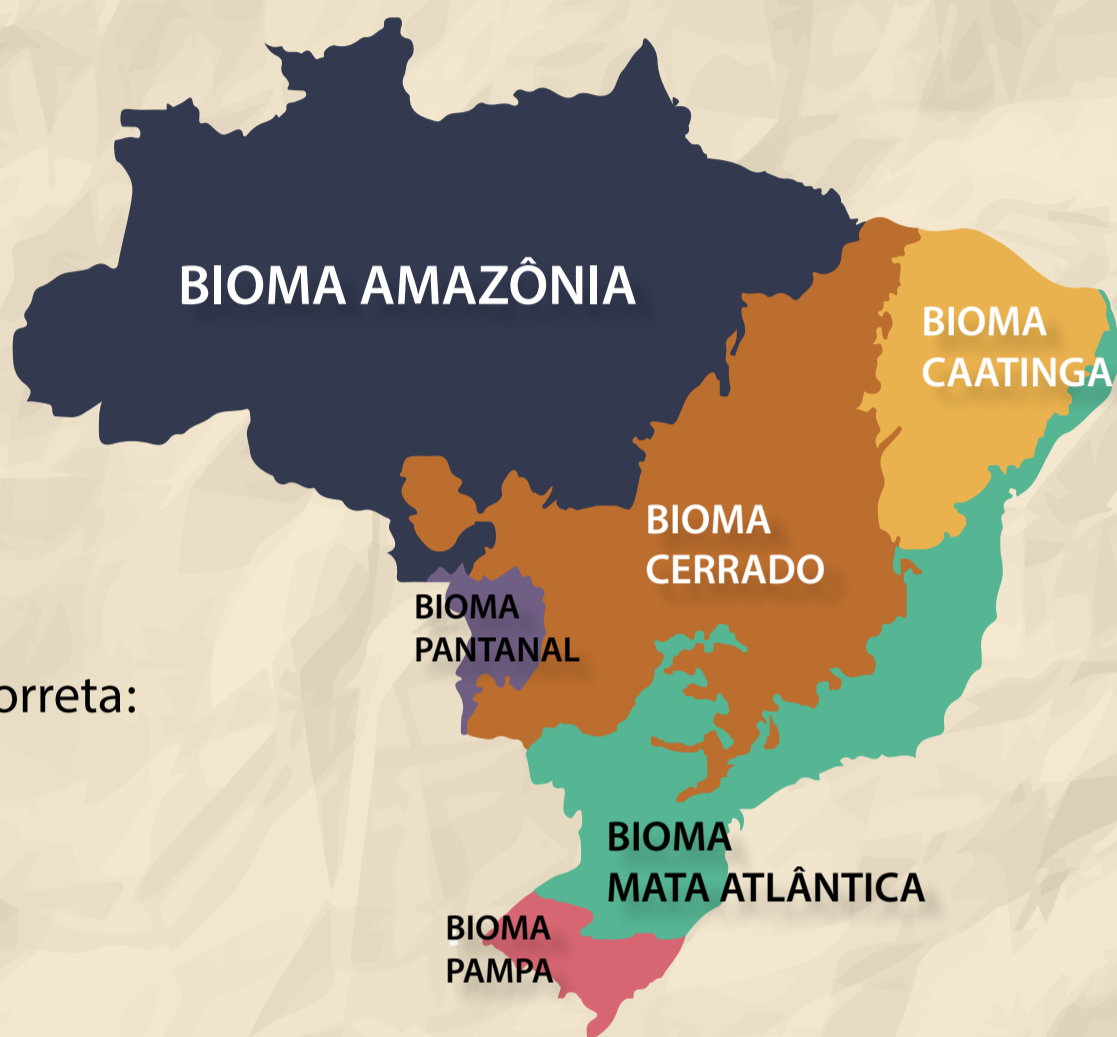 BIOMA AMAZÔNIA
BIOMA
CAATINGA
BIOMA
CERRADO
BIOMA
PANTANAL
orreta:
BIOMA
MATA ATLÂNTICA
BIOMA
PAMPA